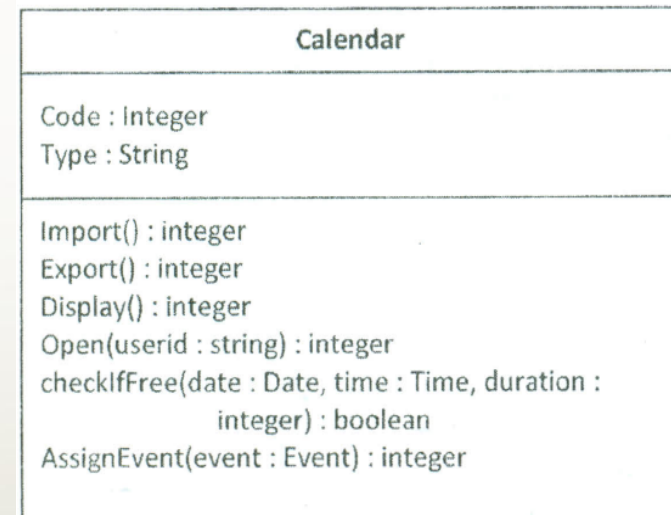 Calendar
Code : Integer
Type : String
Import() : integer
Export() : integer
Display() : integer
Open(userid : string) : integer
checkIfFree(date : Date, time : Time, duration :
integer) : boolean
AssignEvent(event : Event) : integer